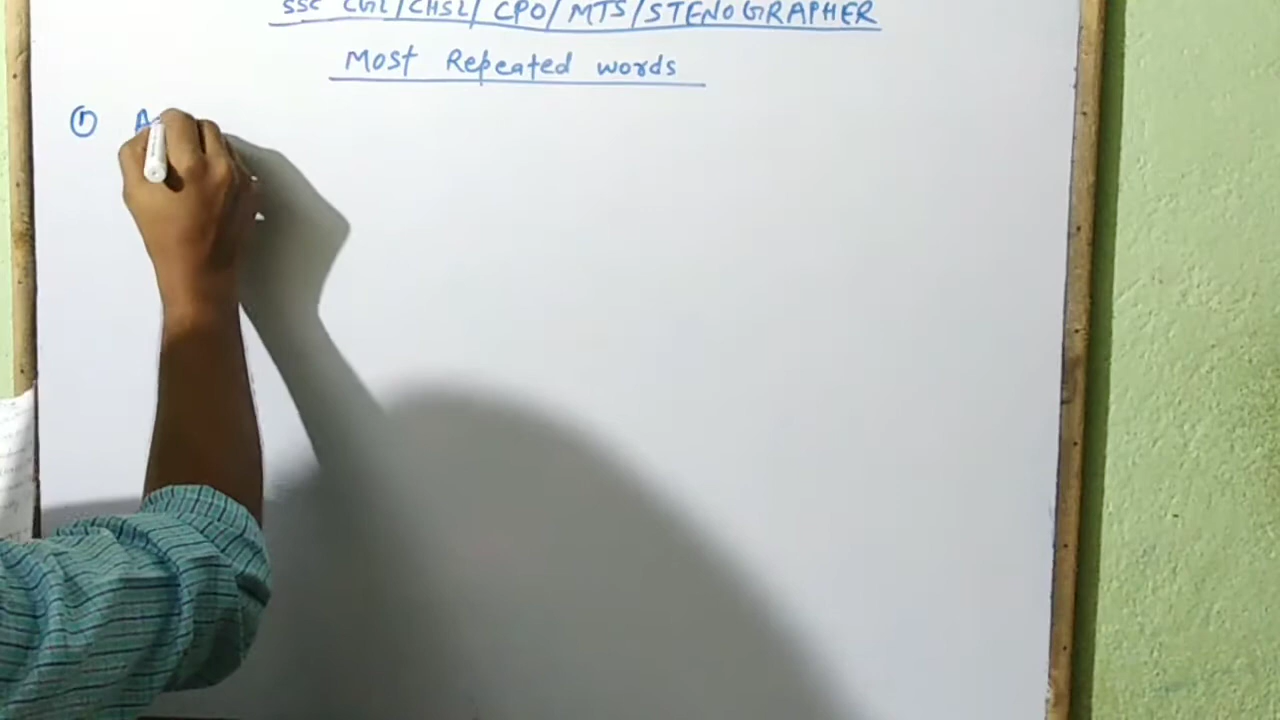 SSC CGL/CHSL/ CPO/MTS/STENOGRAPHER
Most Repeated words
① A